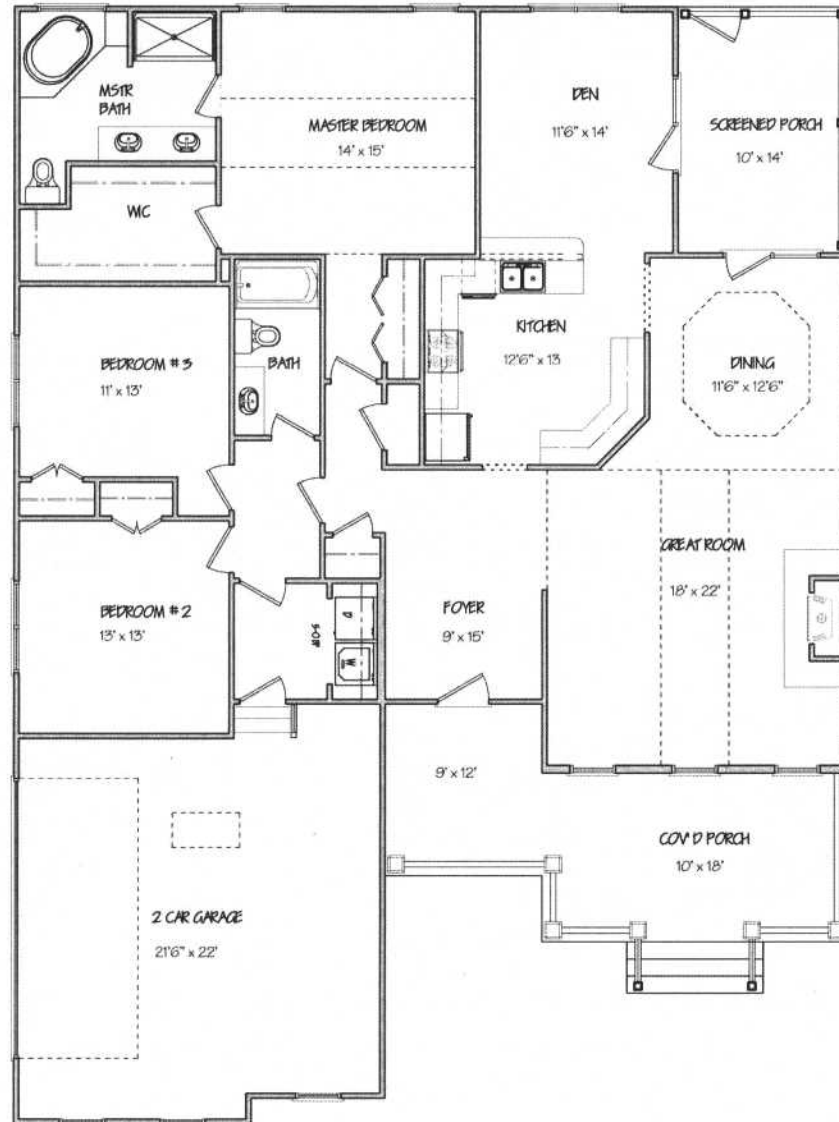 MSTR
BATH
MASTER BEDROOM
14' x 15'
DEN
11'6" x 14'
SCREENED PORCH
10' x 14'
WIC
BEDROOM #3
11' x 13'
BATH
KITCHEN
12'6" x 13
DINING
11'6" x 12'6"
GREAT ROOM
18' x 22'
BEDROOM #2
13' x 13'
D
W
FOYER
9' x 15'
9' x 12'
COV'D PORCH
10' x 18'
2 CAR GARAGE
21'6" x 22'